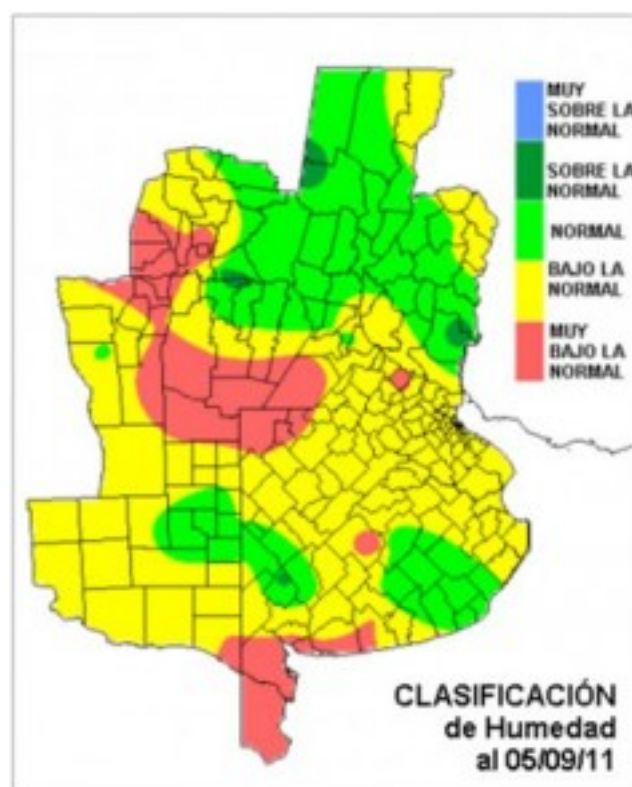 MUY
SOBRE LA
NORMAL
SOBRE LA
NORMAL
NORMAL
BAJO LA
NORMAL
MUY
BAJO LA
NORMAL
CLASIFICACIÓN
de Humedad
al 05/09/11